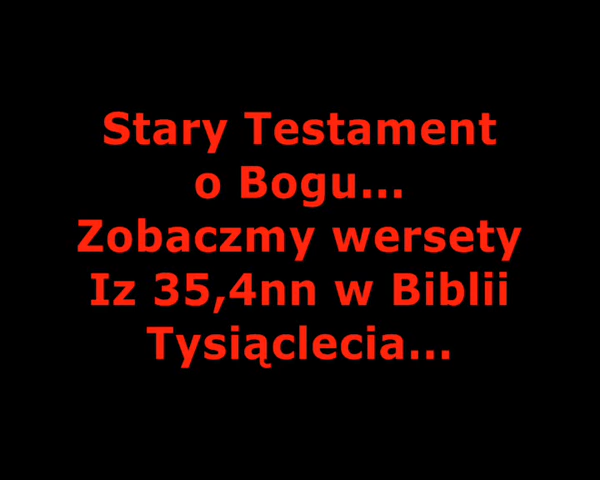 Stary Testament
o Bogu...
Zobaczmy wersety
Iz 35,4nn w Biblii
Tysiąclecia...